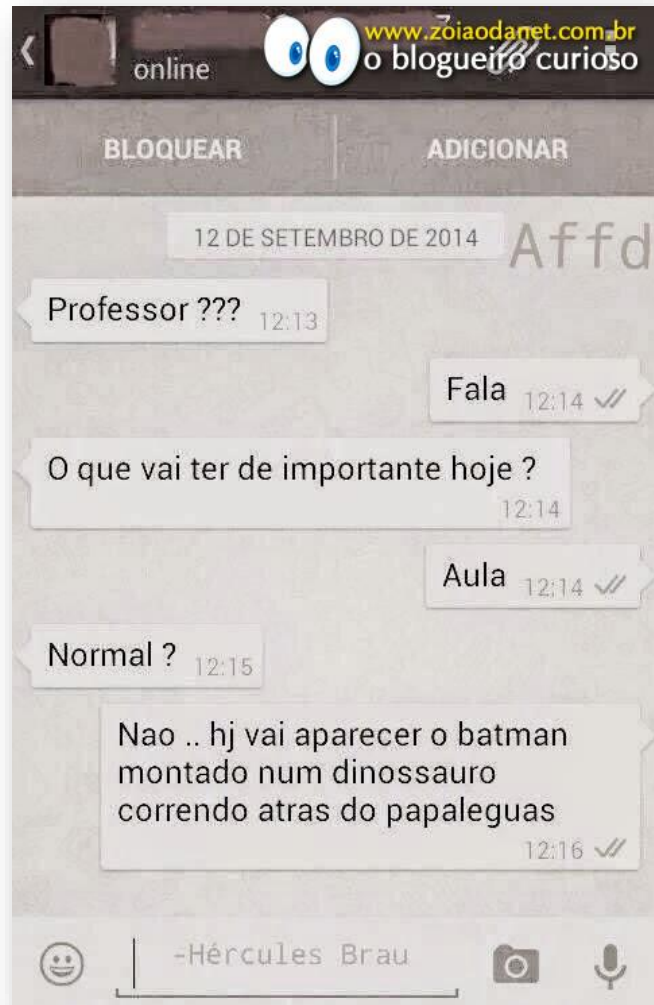 www.zoiaodanet.com.br
online
o blogueiro curioso
BLOQUEAR
ADICIONAR
12 DE SETEMBRO DE 2014
Affd
Professor ??? 12:13
Fala 12:14
O que vai ter de importante hoje ?
12:14
Aula 12:14
Normal ? 12:15
Nao .. hj vai aparecer o batman
montado num dinossauro
correndo atras do papaleguas
12:16
-Hércules Brau